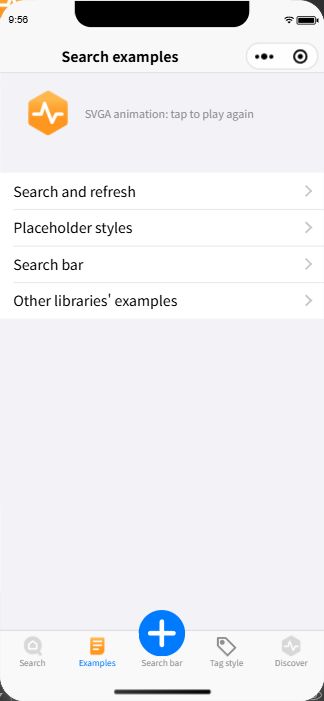 9:56
Search examples
SVGA animation: tap to play again
Search and refresh
Placeholder styles
Search bar
Other libraries' examples
Search
Examples
Search bar
Tag style
Discover